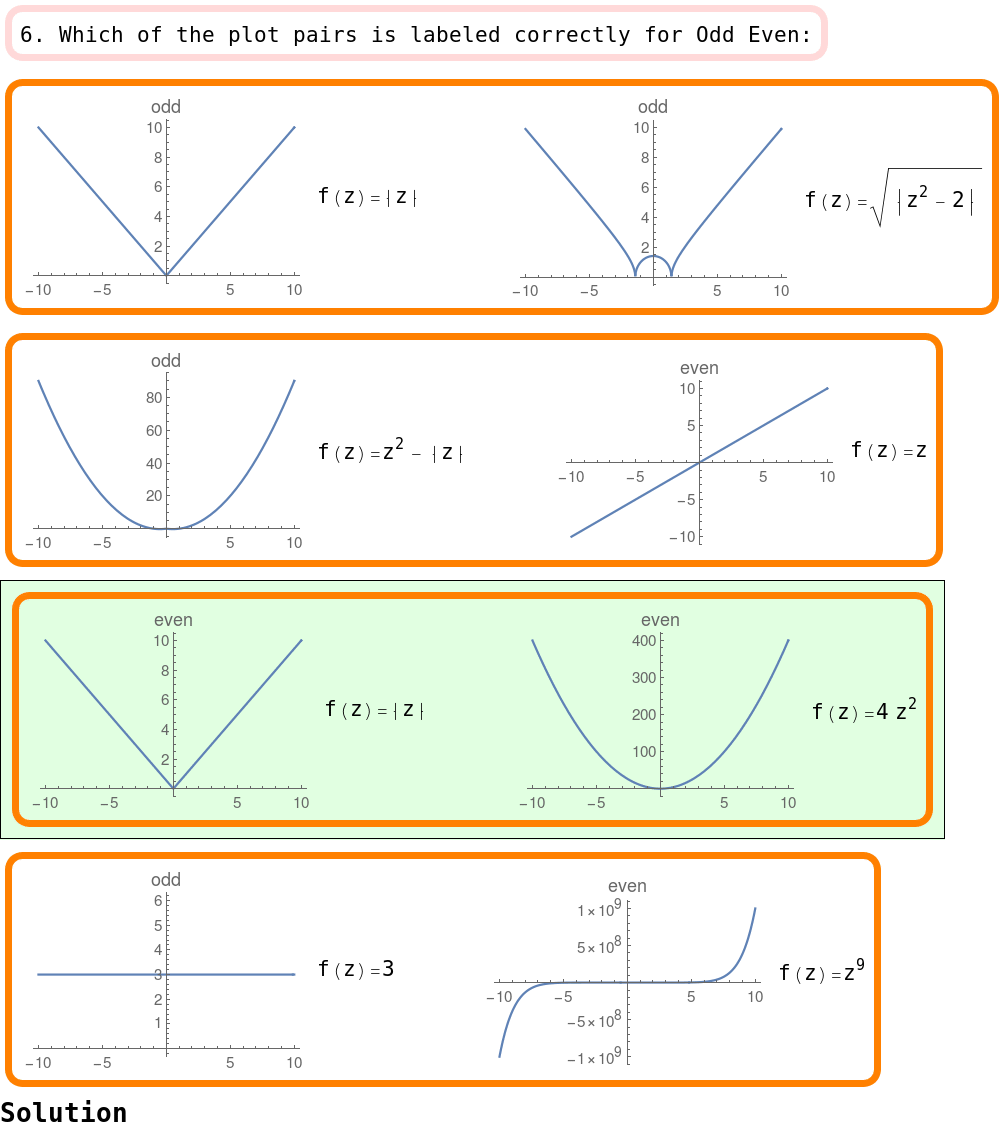 6. Which of the plot pairs is labeled correctly for Odd Even:
odd
10
8
6
4
2
−10 −5 5 10
f(z)=|z|
odd
10
8
6
4
2
−10 −5 5 10
f(z)=√|z² − 2|
odd
80
60
40
20
−10 −5 5 10
f(z)=z² − |z|
even
10
5
−10 −5 5 10
−5
−10
f(z)=z
even
10
8
6
4
2
−10 −5 5 10
f(z)=|z|
even
400
300
200
100
−10 −5 5 10
f(z)=4 z²
odd
6
5
4
3
2
1
−10 −5 5 10
f(z)=3
even
1×10⁹
5×10⁸
−10 −5 5 10
−5×10⁸
−1×10⁹
f(z)=z⁹
Solution